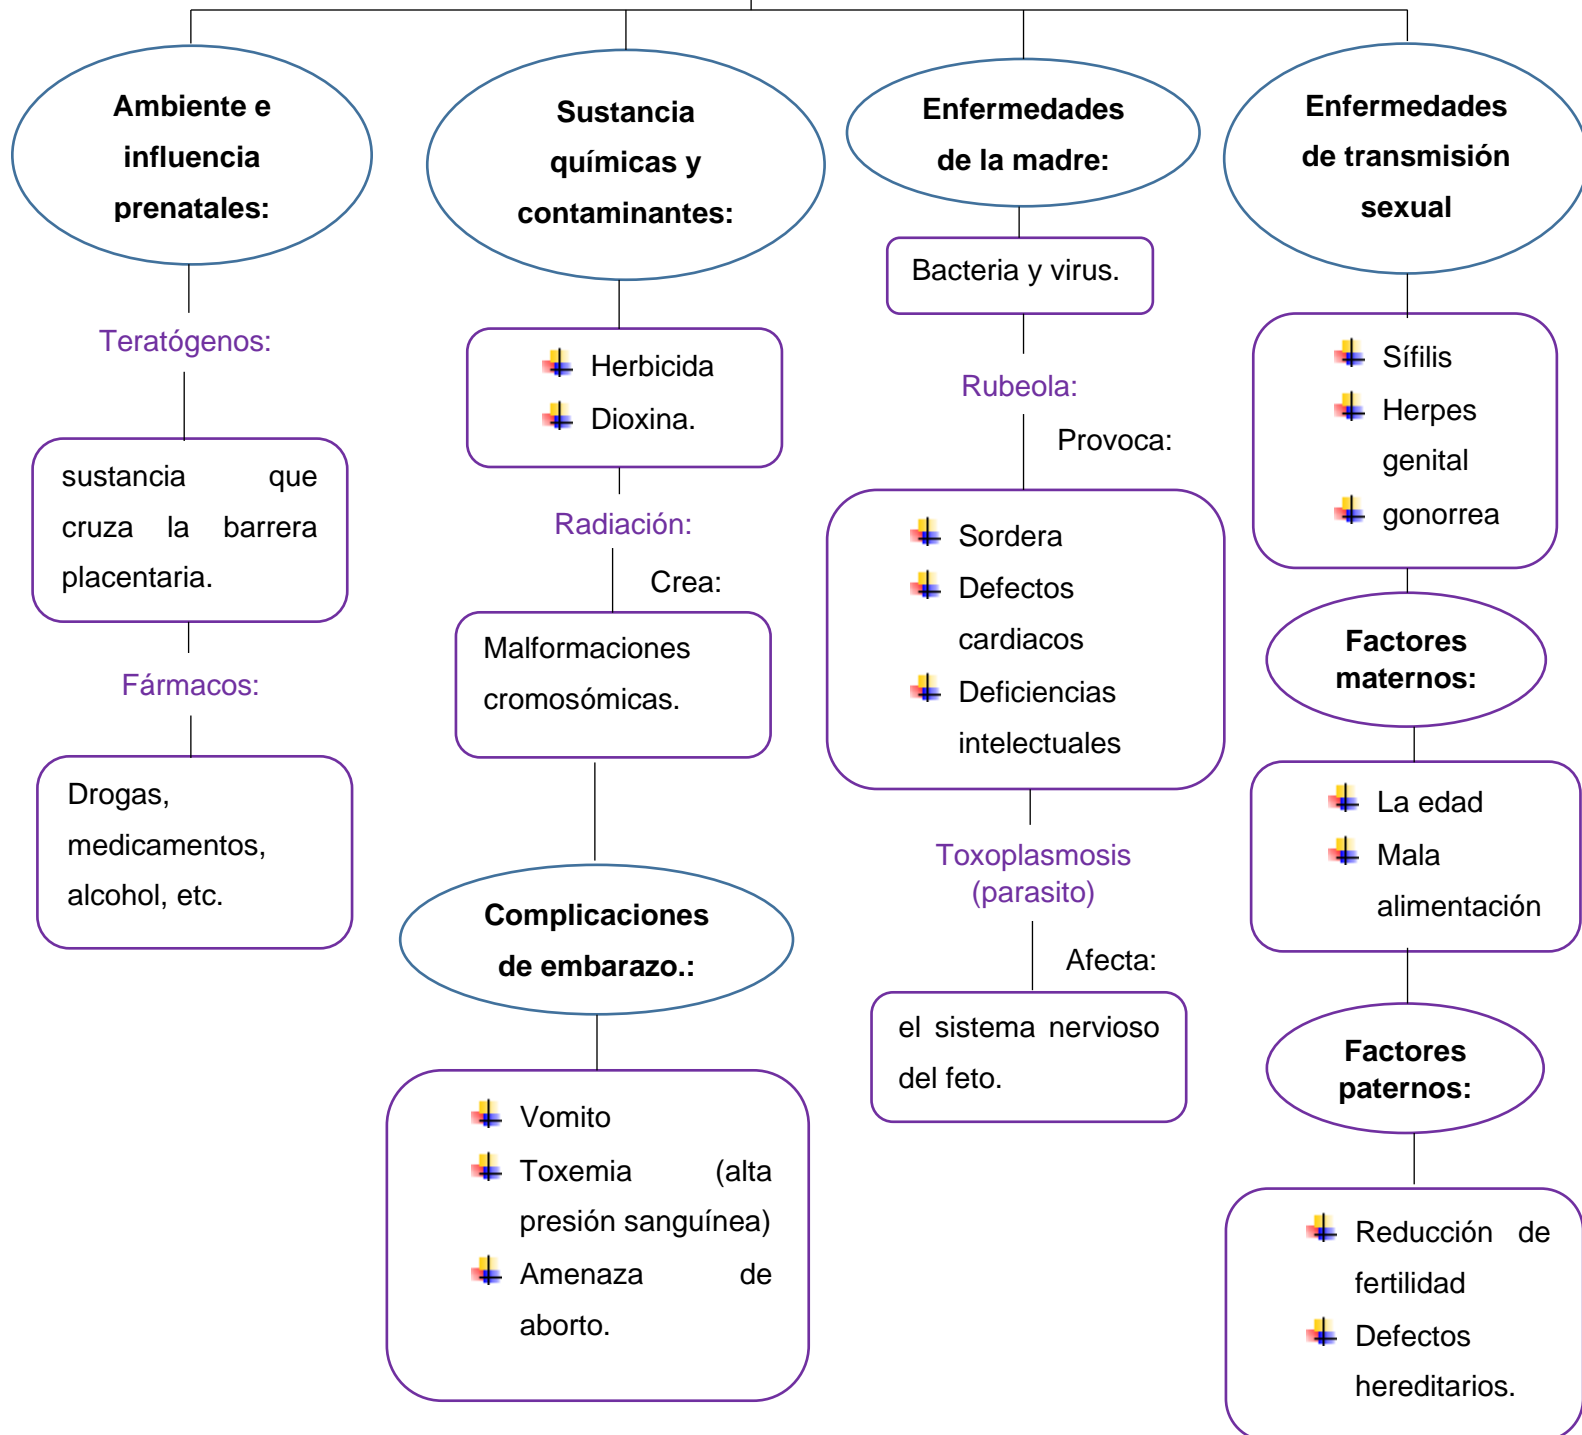 Ambiente e
influencia
prenatales:
Teratógenos:
sustancia que
cruza la barrera
placentaria.
Fármacos:
Drogas,
medicamentos,
alcohol, etc.
Sustancia
químicas y
contaminantes:
Herbicida
Dioxina.
Radiación:
Crea:
Malformaciones
cromosómicas.
Complicaciones
de embarazo.:
Vomito
Toxemia (alta
presión sanguínea)
Amenaza de
aborto.
Enfermedades
de la madre:
Bacteria y virus.
Rubeola:
Provoca:
Sordera
Defectos
cardiacos
Deficiencias
intelectuales
Toxoplasmosis
(parasito)
Afecta:
el sistema nervioso
del feto.
Enfermedades
de transmisión
sexual
Sífilis
Herpes
genital
gonorrea
Factores
maternos:
La edad
Mala
alimentación
Factores
paternos:
Reducción de
fertilidad
Defectos
hereditarios.